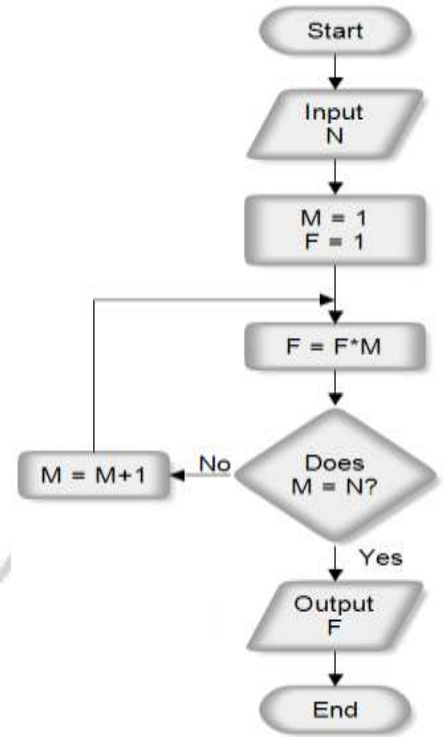 Start
Input
N
M = 1
F = 1
F = F*M
Does
M = N?
No
M = M+1
Yes
Output
F
End